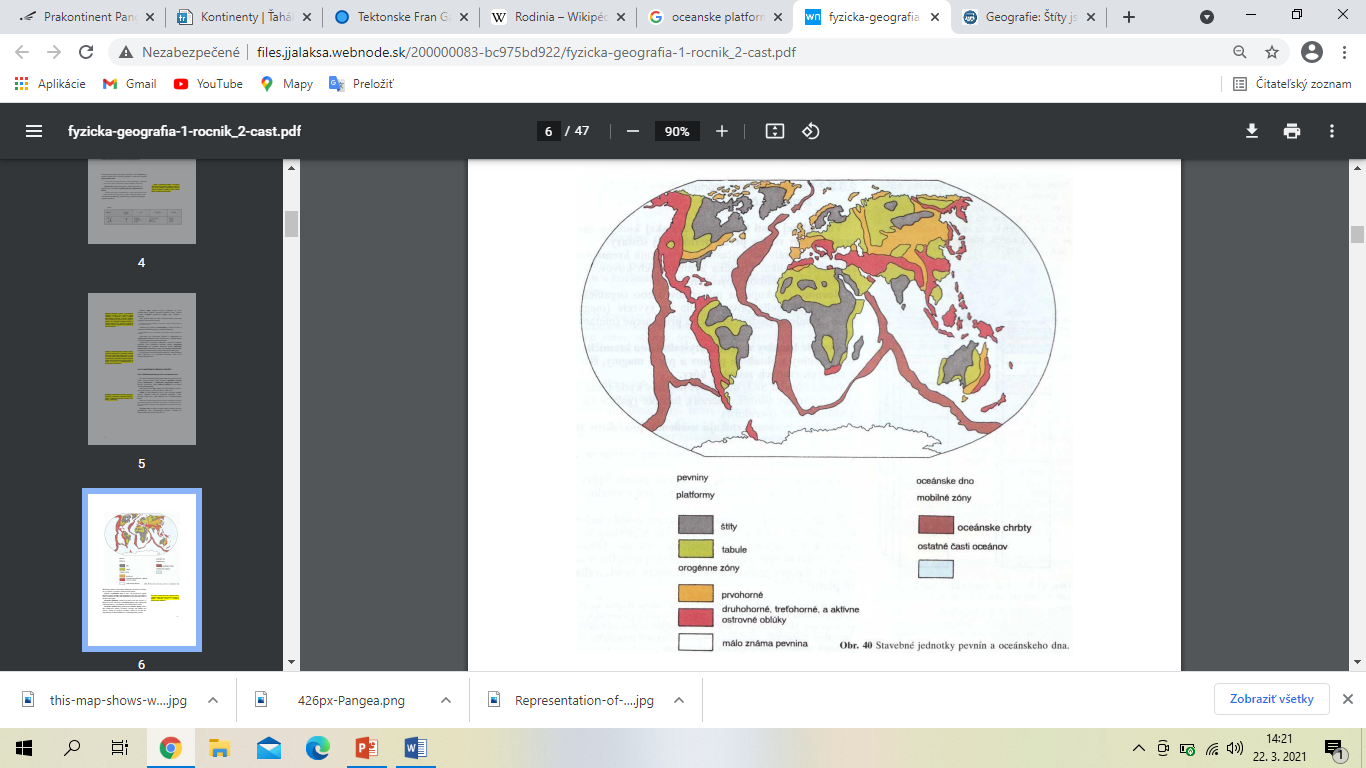 Prakontinent Pan
Kontinenty | Ťahá
Tektonske Fran Ga
Rodinia – Wikipéd
oceanske platform
fyzicka-geografia
Geografie: Štíty js
Nezabezpečené | files.jjalaksa.webnode.sk/200000083-bc975bd922/fyzicka-geografia-1-rocnik_2-cast.pdf
Aplikácie Gmail YouTube Mapy Preložiť Čitateľský zoznam
fyzicka-geografia-1-rocnik_2-cast.pdf 6 / 47 90%
4
5
6
pevniny
platformy
štíty
tabule
orogénne zóny
prvohorné
druhohorné, treťohorné, a aktívne
ostrovné oblúky
málo známa pevnina
oceánske dno
mobilné zóny
oceánske chrbty
ostatné časti oceánov
Obr. 40 Stavebné jednotky pevnín a oceánskeho dna.
this-map-shows-w....jpg
426px-Pangea.png
Representation-of-....jpg
Zobraziť všetky
14:21
22. 3. 2021
1